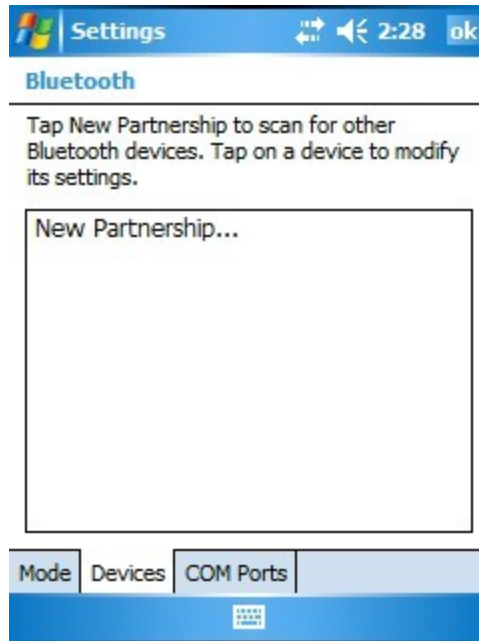 Settings 2:28 ok
Bluetooth
Tap New Partnership to scan for other
Bluetooth devices. Tap on a device to modify
its settings.
New Partnership...
Mode Devices COM Ports